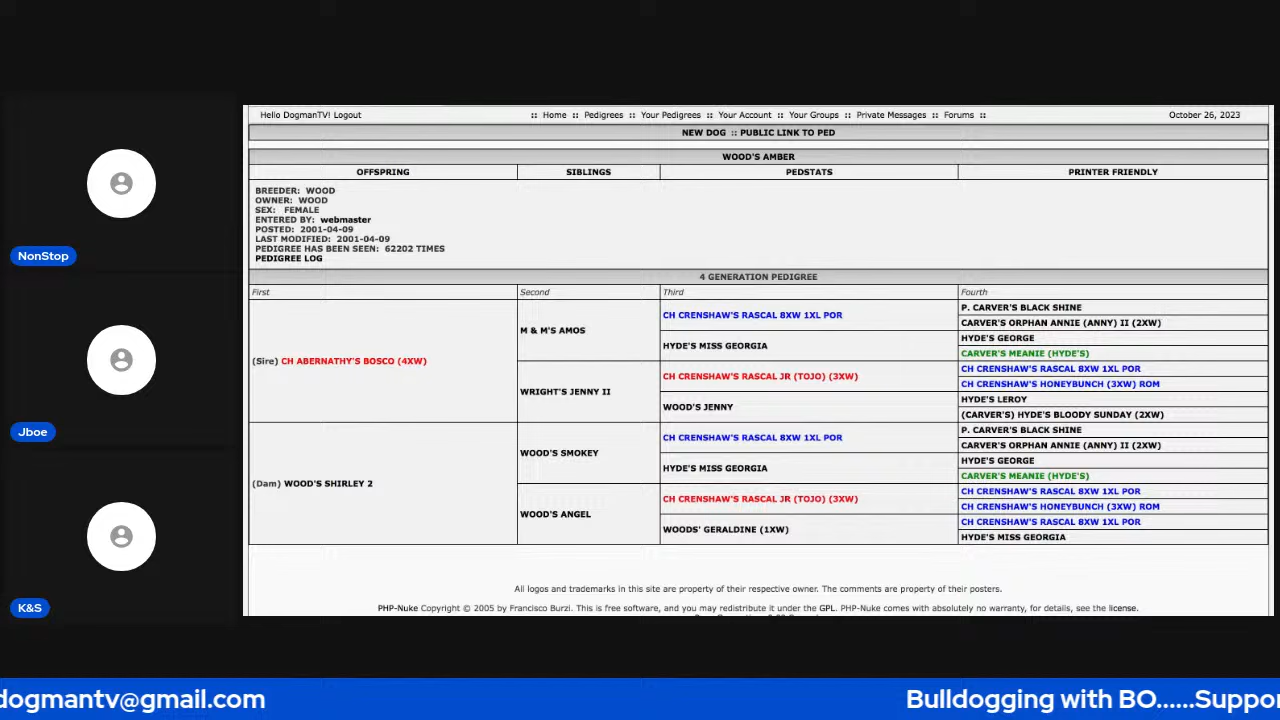 Hello DogmanTV! Logout :: Home :: Pedigrees :: Your Pedigrees :: Your Account :: Your Groups :: Private Messages :: Forums :: October 26, 2023
NEW DOG :: PUBLIC LINK TO PED
WOOD'S AMBER
OFFSPRING SIBLINGS PEDSTATS PRINTER FRIENDLY
BREEDER: WOOD
OWNER: WOOD
SEX: FEMALE
ENTERED BY: webmaster
POSTED: 2001-04-09
LAST MODIFIED: 2001-04-09
PEDIGREE HAS BEEN SEEN: 62202 TIMES
PEDIGREE LOG
4 GENERATION PEDIGREE
First Second Third Fourth
(Sire) CH ABERNATHY'S BOSCO (4XW)
M & M'S AMOS
CH CRENSHAW'S RASCAL 8XW 1XL POR
P. CARVER'S BLACK SHINE
CARVER'S ORPHAN ANNIE (ANNY) II (2XW)
HYDE'S MISS GEORGIA
HYDE'S GEORGE
CARVER'S MEANIE (HYDE'S)
WRIGHT'S JENNY II
CH CRENSHAW'S RASCAL JR (TOJO) (3XW)
CH CRENSHAW'S RASCAL 8XW 1XL POR
CH CRENSHAW'S HONEYBUNCH (3XW) ROM
WOOD'S JENNY
HYDE'S LEROY
(CARVER'S) HYDE'S BLOODY SUNDAY (2XW)
(Dam) WOOD'S SHIRLEY 2
WOOD'S SMOKEY
CH CRENSHAW'S RASCAL 8XW 1XL POR
P. CARVER'S BLACK SHINE
CARVER'S ORPHAN ANNIE (ANNY) II (2XW)
HYDE'S MISS GEORGIA
HYDE'S GEORGE
CARVER'S MEANIE (HYDE'S)
WOOD'S ANGEL
CH CRENSHAW'S RASCAL JR (TOJO) (3XW)
CH CRENSHAW'S RASCAL 8XW 1XL POR
CH CRENSHAW'S HONEYBUNCH (3XW) ROM
WOODS' GERALDINE (1XW)
CH CRENSHAW'S RASCAL 8XW 1XL POR
HYDE'S MISS GEORGIA
All logos and trademarks in this site are property of their respective owner. The comments are property of their posters.
PHP-Nuke Copyright © 2005 by Francisco Burzi. This is free software, and you may redistribute it under the GPL. PHP-Nuke comes with absolutely no warranty, for details, see the license.
NonStop
Jboe
K&S
dogmantv@gmail.com
Bulldogging with BO......Suppor